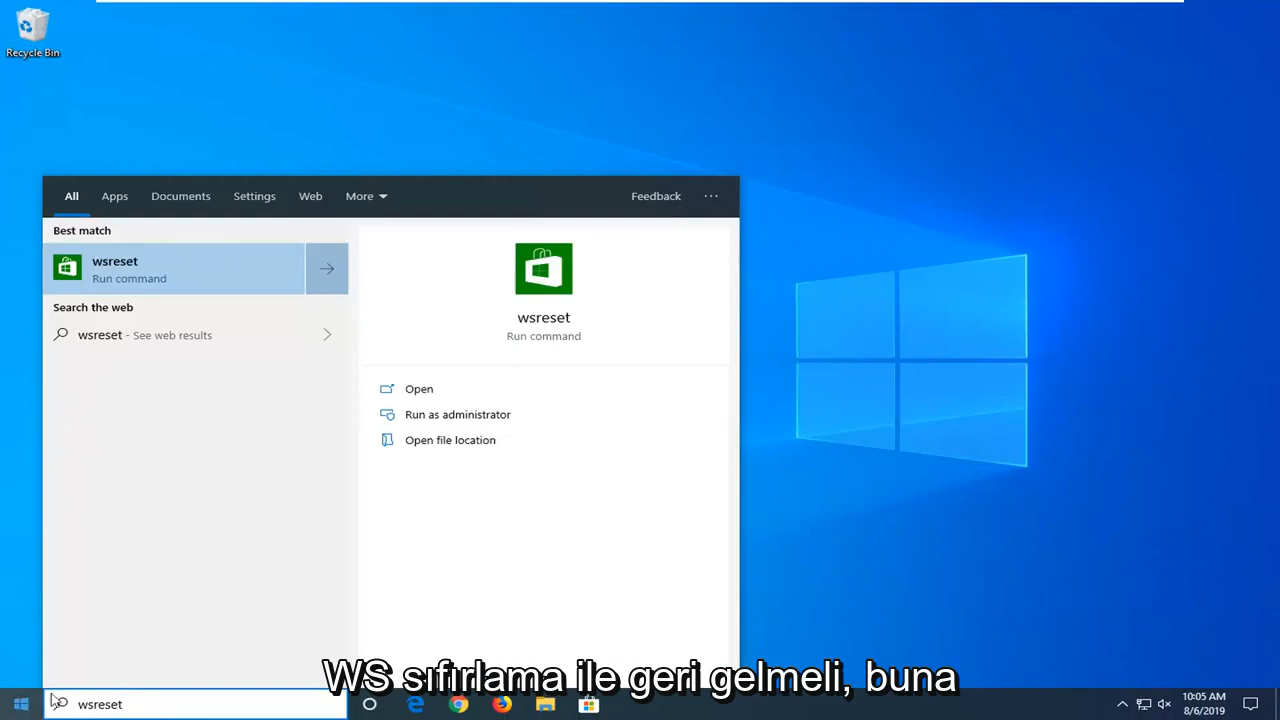 Recycle Bin
All Apps Documents Settings Web More Feedback ...
Best match
wsreset
Run command
Search the web
wsreset - See web results
wsreset
Run command
Open
Run as administrator
Open file location
WS sıfırlama ile geri gelmeli, buna
wsreset
10:05 AM
8/6/2019